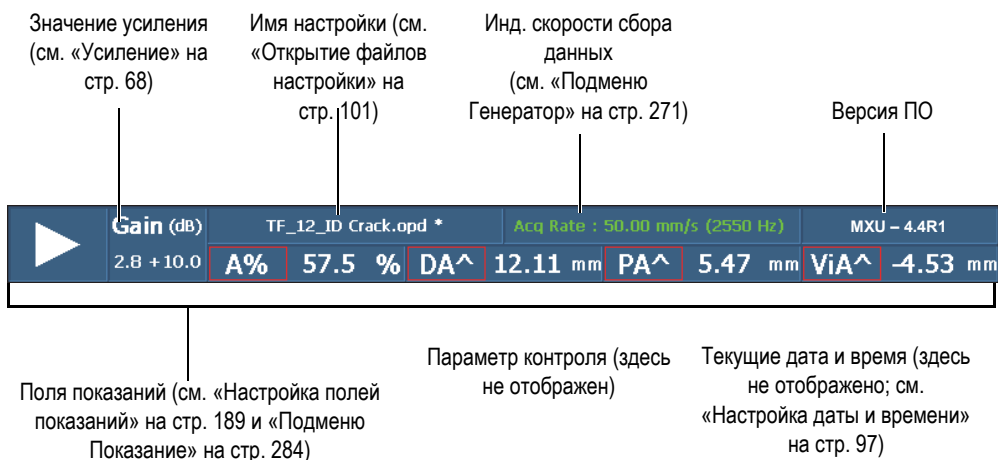 Значение усиления
(см. «Усиление» на
стр. 68)
Имя настройки (см.
«Открытие файлов
настройки» на
стр. 101)
Инд. скорости сбора
данных
(см. «Подменю
Генератор» на стр. 271)
Версия ПО
Gain (dB)
2.8 +10.0
TF_12_ID Crack.opd *
Acq Rate : 50.00 mm/s (2550 Hz)
MXU – 4.4R1
A% 57.5 % DA^ 12.11 mm PA^ 5.47 mm ViA^ -4.53 mm
Поля показаний (см. «Настройка полей
показаний» на стр. 189 и «Подменю
Показание» на стр. 284)
Параметр контроля (здесь
не отображен)
Текущие дата и время (здесь
не отображено; см.
«Настройка даты и времени»
на стр. 97)